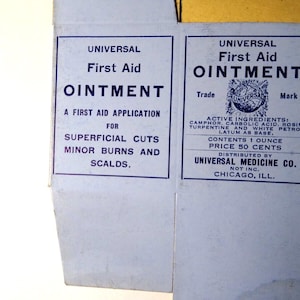 UNIVERSAL
First Aid
OINTMENT
A FIRST AID APPLICATION
FOR
SUPERFICIAL CUTS
MINOR BURNS AND
SCALDS.
UNIVERSAL
First Aid
OINTMENT
Trade Mark
ACTIVE INGREDIENTS:
CAMPHOR, CARBOLIC ACID, ROSIN
TURPENTINE AND WHITE PETRO-
LATUM AS BASE.
CONTENTS 1 OUNCE
PRICE 50 CENTS
DISTRIBUTED BY
UNIVERSAL MEDICINE CO.
NOT INC.
CHICAGO, ILL.